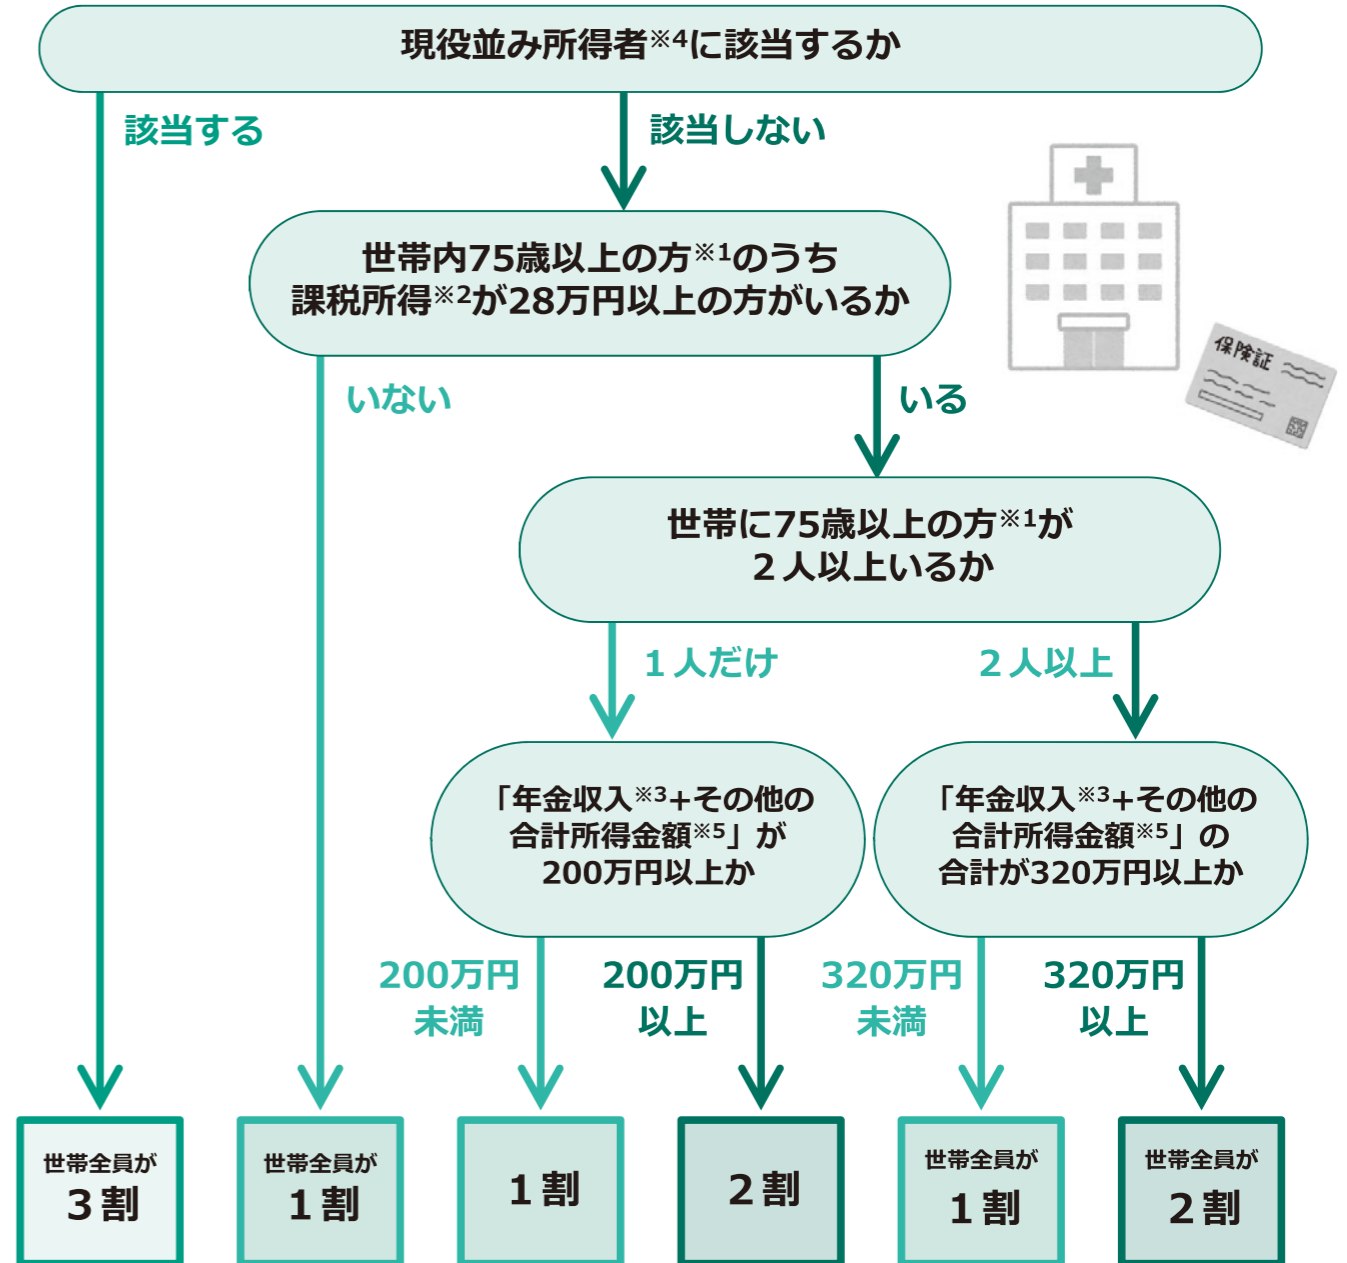 現役並み所得者※4に該当するか
該当する
該当しない
世帯内75歳以上の方※1のうち
課税所得※2が28万円以上の方がいるか
保険証
いない
いる
世帯に75歳以上の方※1が
２人以上いるか
１人だけ
２人以上
「年金収入※3+その他の
合計所得金額※5」が
200万円以上か
「年金収入※3+その他の
合計所得金額※5」の
合計が320万円以上か
200万円
未満
200万円
以上
320万円
未満
320万円
以上
世帯全員が
３割
世帯全員が
１割
１割
２割
世帯全員が
１割
世帯全員が
２割